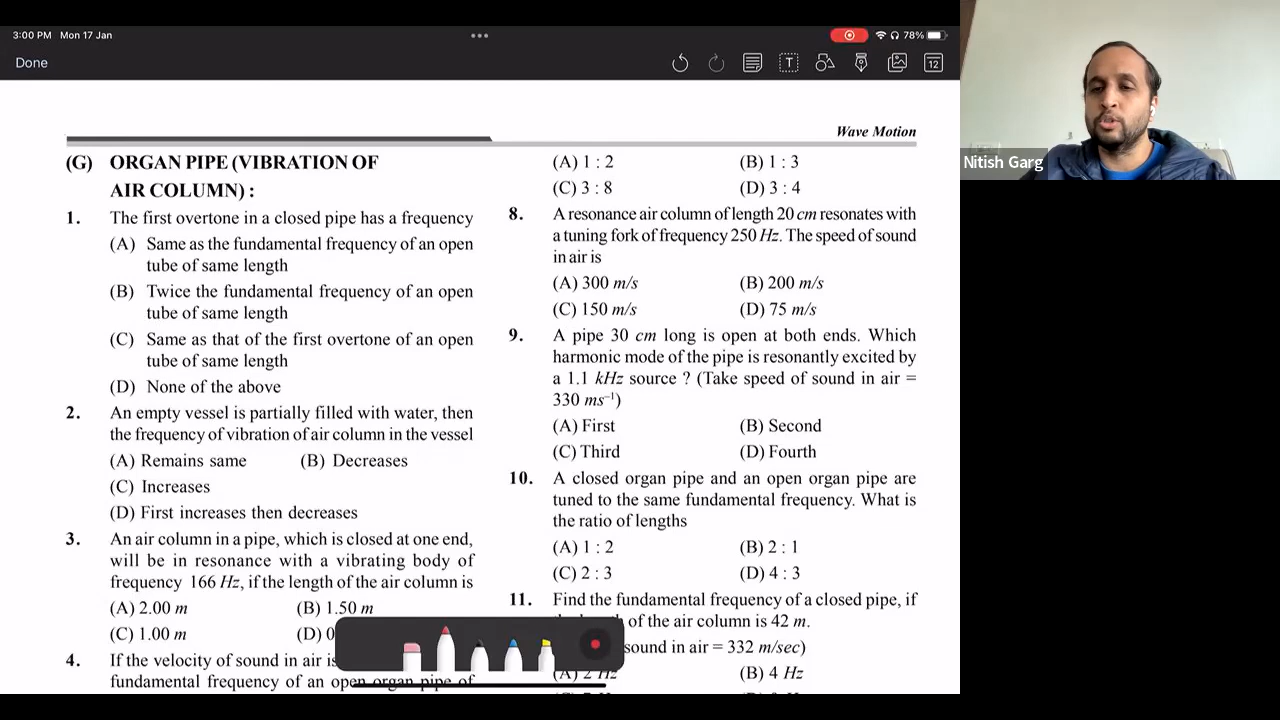 3:00 PM Mon 17 Jan
78%
Done
T
12
Wave Motion
(G) ORGAN PIPE (VIBRATION OF
AIR COLUMN) :
1. The first overtone in a closed pipe has a frequency
(A) Same as the fundamental frequency of an open
tube of same length
(B) Twice the fundamental frequency of an open
tube of same length
(C) Same as that of the first overtone of an open
tube of same length
(D) None of the above
2. An empty vessel is partially filled with water, then
the frequency of vibration of air column in the vessel
(A) Remains same (B) Decreases
(C) Increases
(D) First increases then decreases
3. An air column in a pipe, which is closed at one end,
will be in resonance with a vibrating body of
frequency 166 Hz, if the length of the air column is
(A) 2.00 m (B) 1.50 m
(C) 1.00 m (D) 0
4. If the velocity of sound in air is
fundamental frequency of an open organ pipe of
(A) 1 : 2 (B) 1 : 3
(C) 3 : 8 (D) 3 : 4
8. A resonance air column of length 20 cm resonates with
a tuning fork of frequency 250 Hz. The speed of sound
in air is
(A) 300 m/s (B) 200 m/s
(C) 150 m/s (D) 75 m/s
9. A pipe 30 cm long is open at both ends. Which
harmonic mode of the pipe is resonantly excited by
a 1.1 kHz source ? (Take speed of sound in air =
330 ms⁻¹)
(A) First (B) Second
(C) Third (D) Fourth
10. A closed organ pipe and an open organ pipe are
tuned to the same fundamental frequency. What is
the ratio of lengths
(A) 1 : 2 (B) 2 : 1
(C) 2 : 3 (D) 4 : 3
11. Find the fundamental frequency of a closed pipe, if
of the air column is 42 m.
sound in air = 332 m/sec)
(A) 2 Hz (B) 4 Hz
Nitish Garg